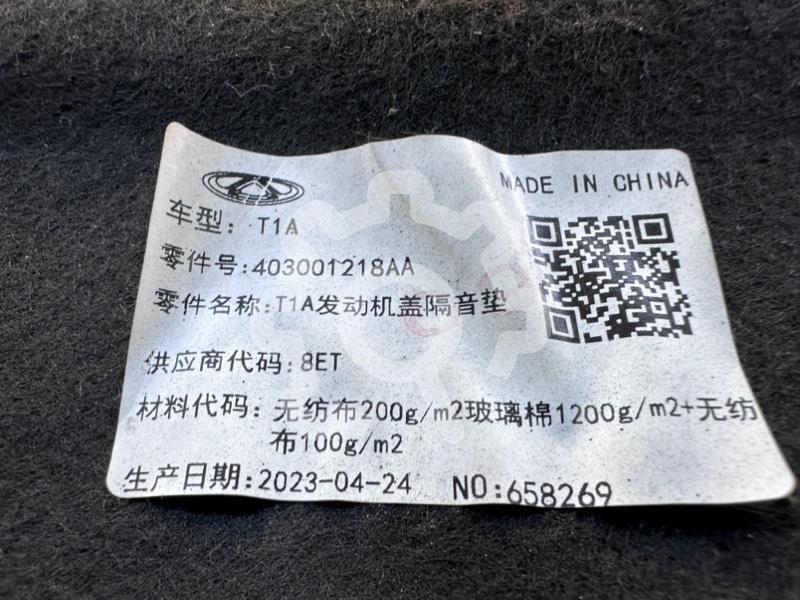 MADE IN CHINA
车型: T1A
零件号:403001218AA
零件名称:T1A发动机盖隔音垫
供应商代码:8ET
材料代码: 无纺布200g/m2玻璃棉1200g/m2+无纺
布100g/m2
生产日期:2023-04-24 NO:658269